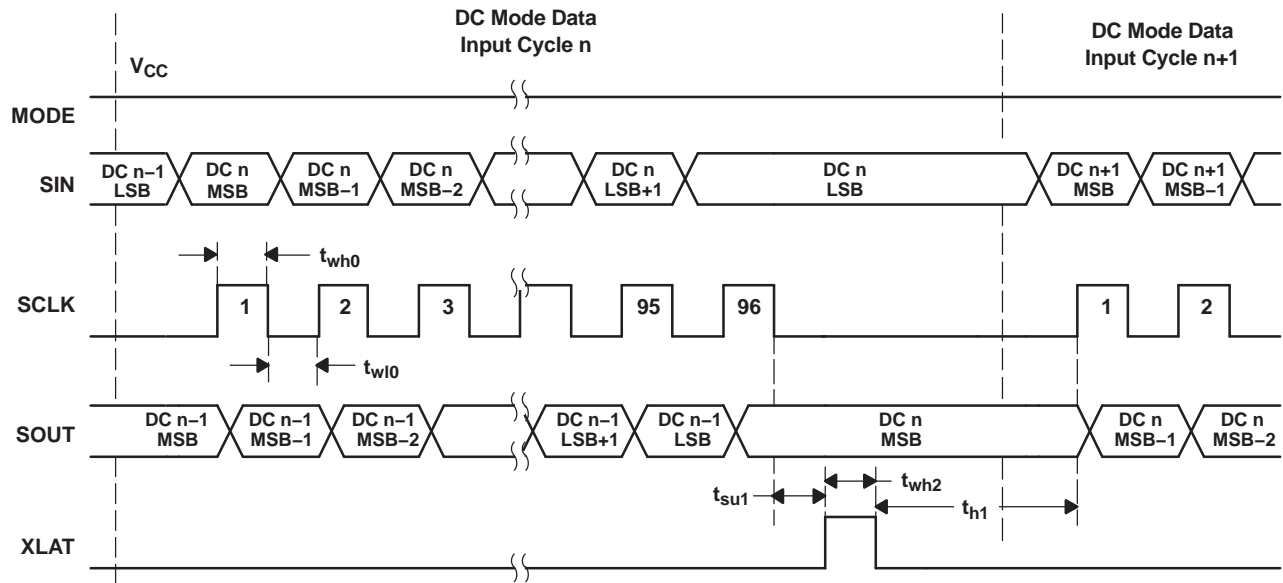 DC Mode Data
Input Cycle n
DC Mode Data
Input Cycle n+1
VCC
MODE
SIN
DC n−1
LSB
DC n
MSB
DC n
MSB−1
DC n
MSB−2
DC n
LSB+1
DC n
LSB
DC n+1
MSB
DC n+1
MSB−1
twh0
SCLK
1
2
3
95
96
1
2
twl0
SOUT
DC n−1
MSB
DC n−1
MSB−1
DC n−1
MSB−2
DC n−1
LSB+1
DC n−1
LSB
DC n
MSB
DC n
MSB−1
DC n
MSB−2
tsu1
twh2
th1
XLAT